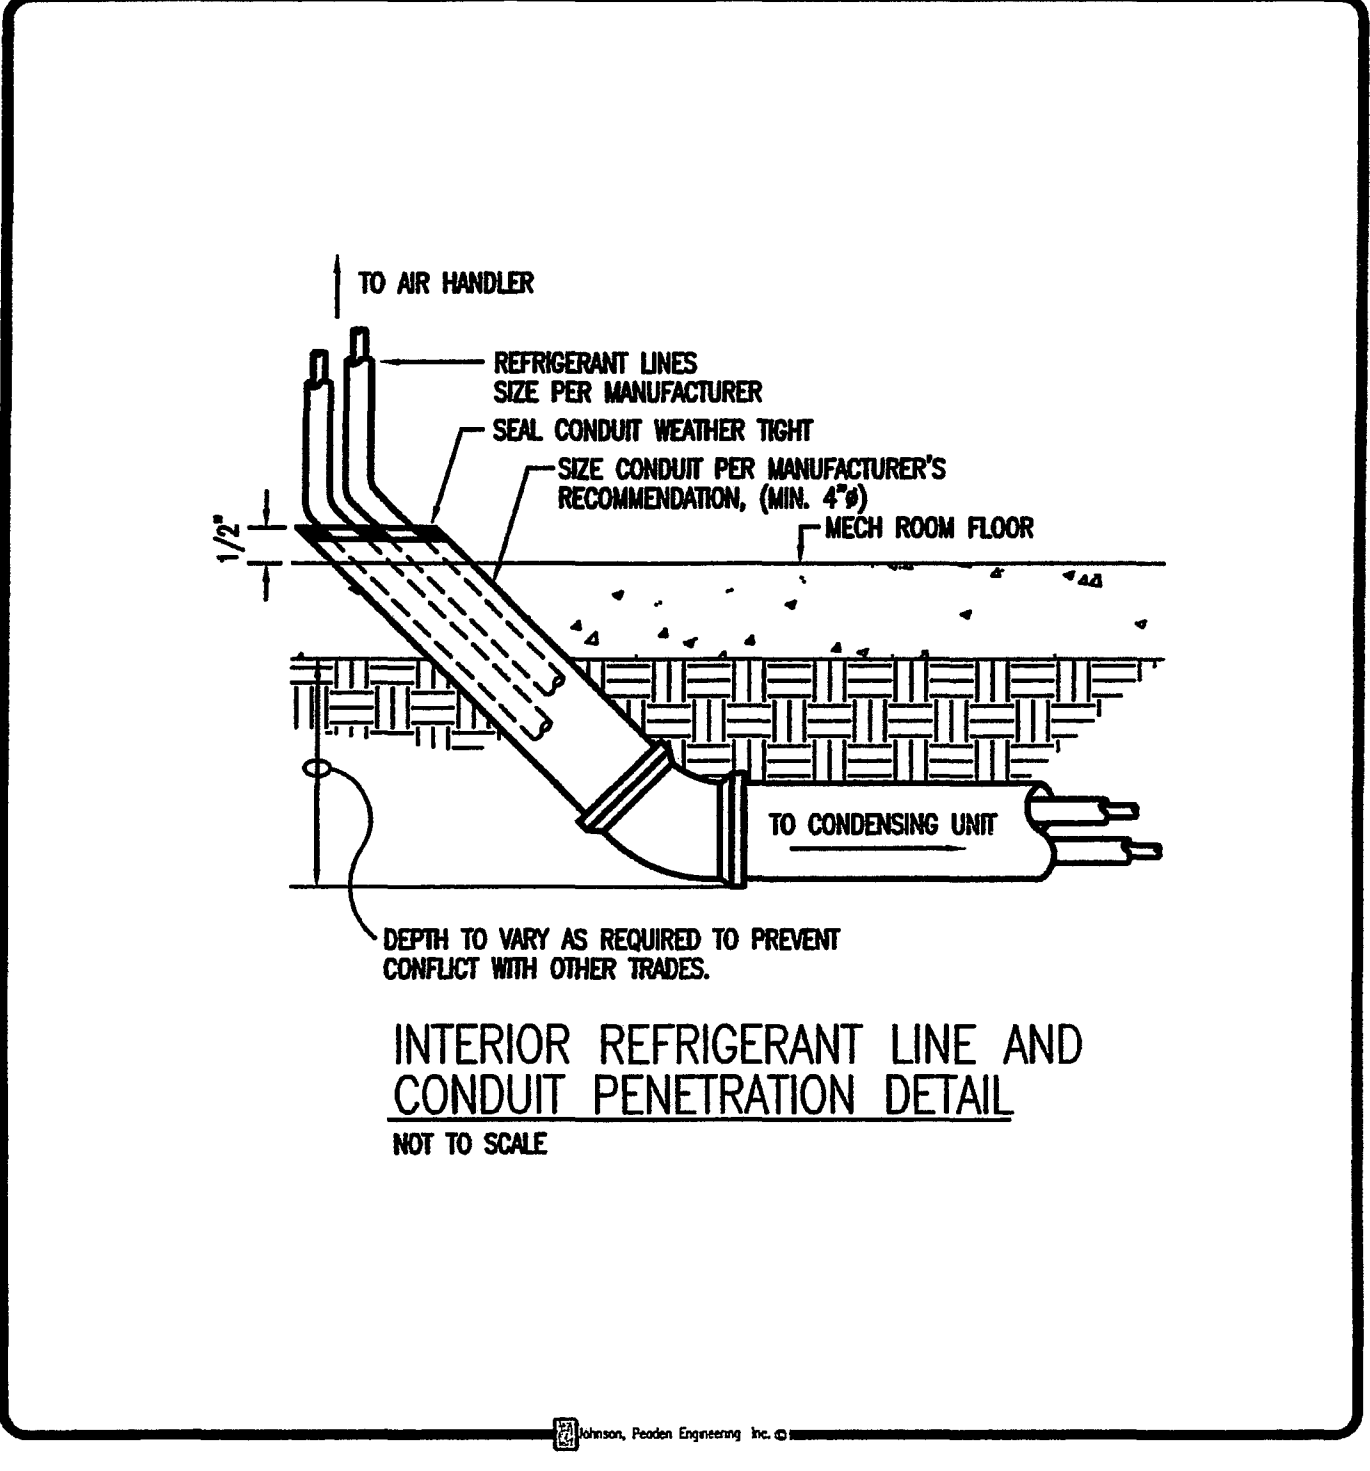 TO AIR HANDLER
REFRIGERANT LINES
SIZE PER MANUFACTURER
SEAL CONDUIT WEATHER TIGHT
SIZE CONDUIT PER MANUFACTURER'S
RECOMMENDATION, (MIN. 4"ø)
MECH ROOM FLOOR
1/2"
TO CONDENSING UNIT
DEPTH TO VARY AS REQUIRED TO PREVENT
CONFLICT WITH OTHER TRADES.
INTERIOR REFRIGERANT LINE AND
CONDUIT PENETRATION DETAIL
NOT TO SCALE
Johnson, Peaden Engineering Inc. ©